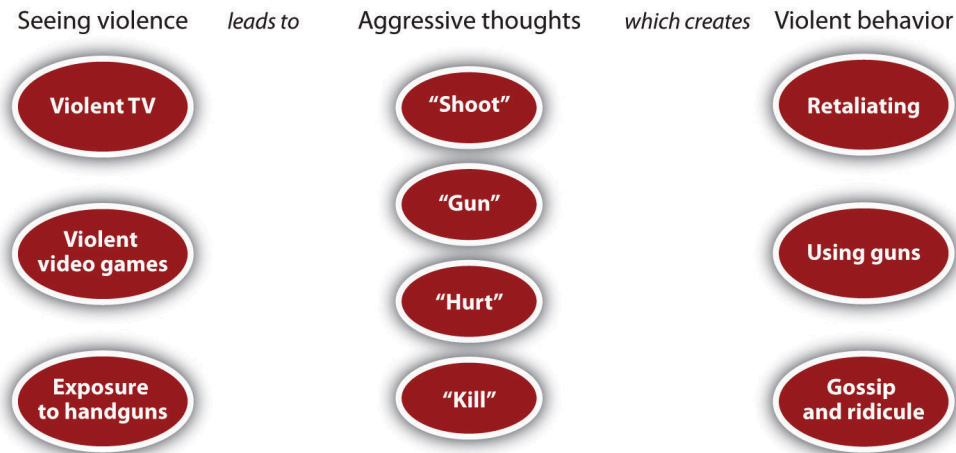 Seeing violence leads to Aggressive thoughts which creates Violent behavior
Violent TV
Violent
video games
Exposure
to handguns
“Shoot”
“Gun”
“Hurt”
“Kill”
Retaliating
Using guns
Gossip
and ridicule